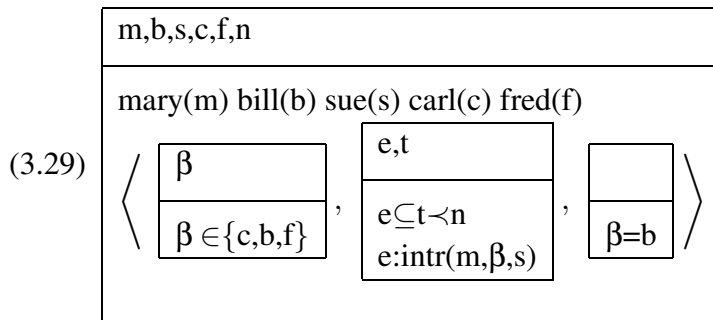 m,b,s,c,f,n
mary(m) bill(b) sue(s) carl(c) fred(f)
(3.29)
⟨ β , e,t , ⟩
β ∈{c,b,f} e⊆t≺n β=b
e:intr(m,β,s)